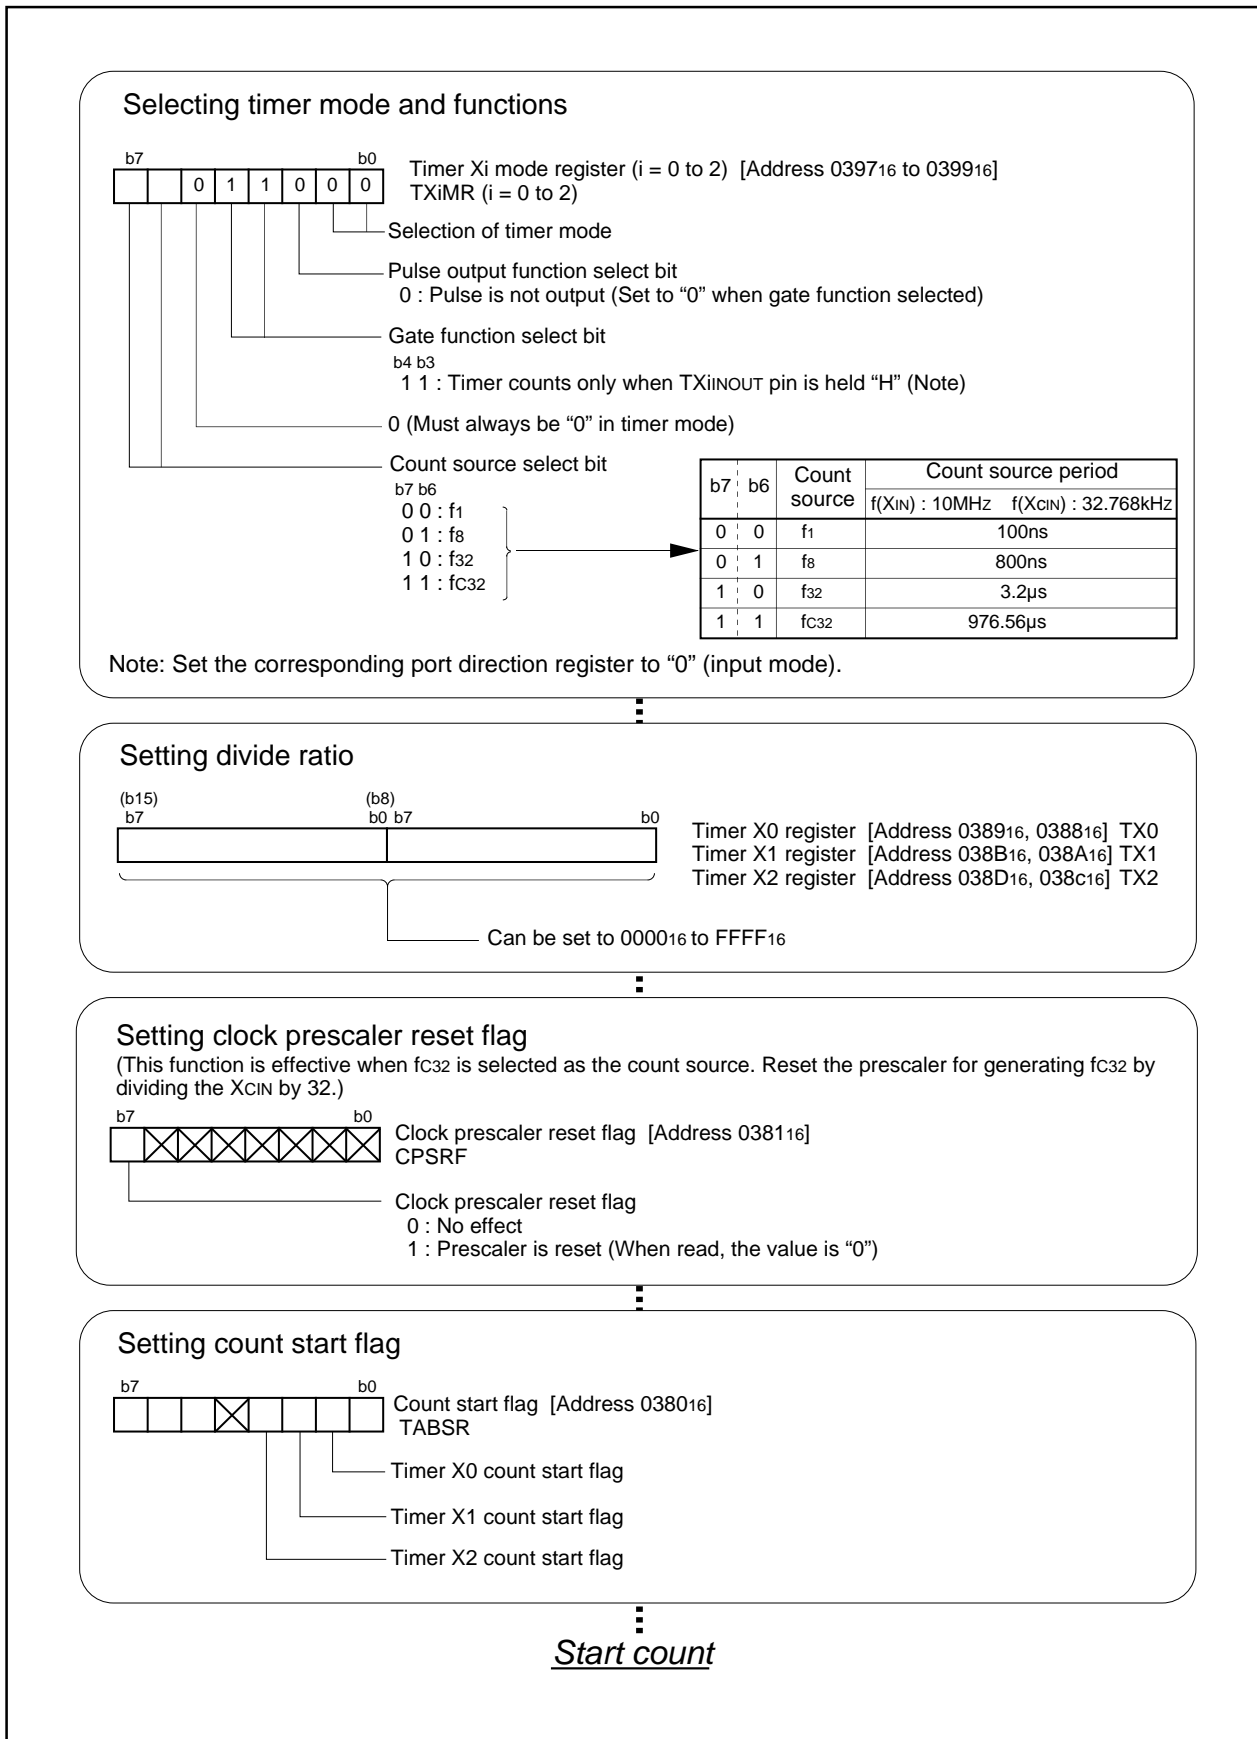 Selecting timer mode and functions
b7 b0
0 1 1 0 0 0
Timer Xi mode register (i = 0 to 2) [Address 039716 to 039916]
TXiMR (i = 0 to 2)
Selection of timer mode
Pulse output function select bit
0 : Pulse is not output (Set to “0” when gate function selected)
Gate function select bit
b4 b3
1 1 : Timer counts only when TXiINOUT pin is held “H” (Note)
0 (Must always be “0” in timer mode)
Count source select bit
b7 b6
0 0 : f1
0 1 : f8
1 0 : f32
1 1 : fC32
b7 b6 Count source Count source period
f(XIN) : 10MHZ f(XcIN) : 32.768kHZ
0 0 f1 100ns
0 1 f8 800ns
1 0 f32 3.2µs
1 1 fC32 976.56µs
Note: Set the corresponding port direction register to “0” (input mode).
Setting divide ratio
(b15) (b8)
b7 b0 b7 b0
Timer X0 register [Address 038916, 038816] TX0
Timer X1 register [Address 038B16, 038A16] TX1
Timer X2 register [Address 038D16, 038c16] TX2
Can be set to 000016 to FFFF16
Setting clock prescaler reset flag
(This function is effective when fC32 is selected as the count source. Reset the prescaler for generating fC32 by
dividing the XCIN by 32.)
b7 b0
Clock prescaler reset flag [Address 038116]
CPSRF
Clock prescaler reset flag
0 : No effect
1 : Prescaler is reset (When read, the value is “0”)
Setting count start flag
b7 b0
Count start flag [Address 038016]
TABSR
Timer X0 count start flag
Timer X1 count start flag
Timer X2 count start flag
Start count